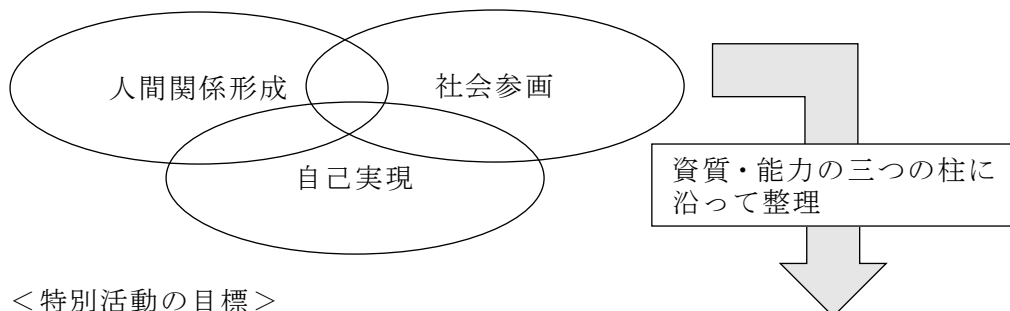 人間関係形成
社会参画
自己実現
資質・能力の三つの柱に
沿って整理
＜特別活動の目標＞